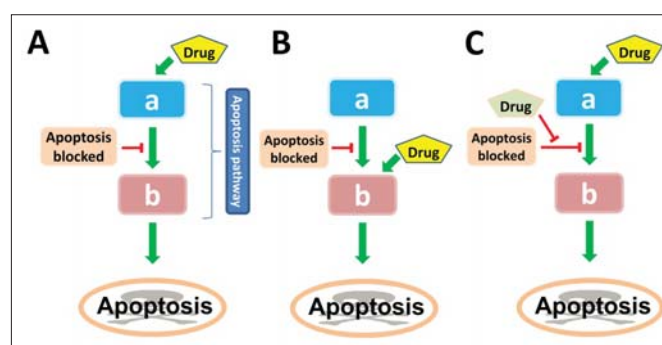 A
Drug
a
Apoptosis
blocked
b
Apoptosis
Apoptosis pathway
B
a
Apoptosis
blocked
Drug
b
Apoptosis
C
Drug
a
Drug
Apoptosis
blocked
b
Apoptosis